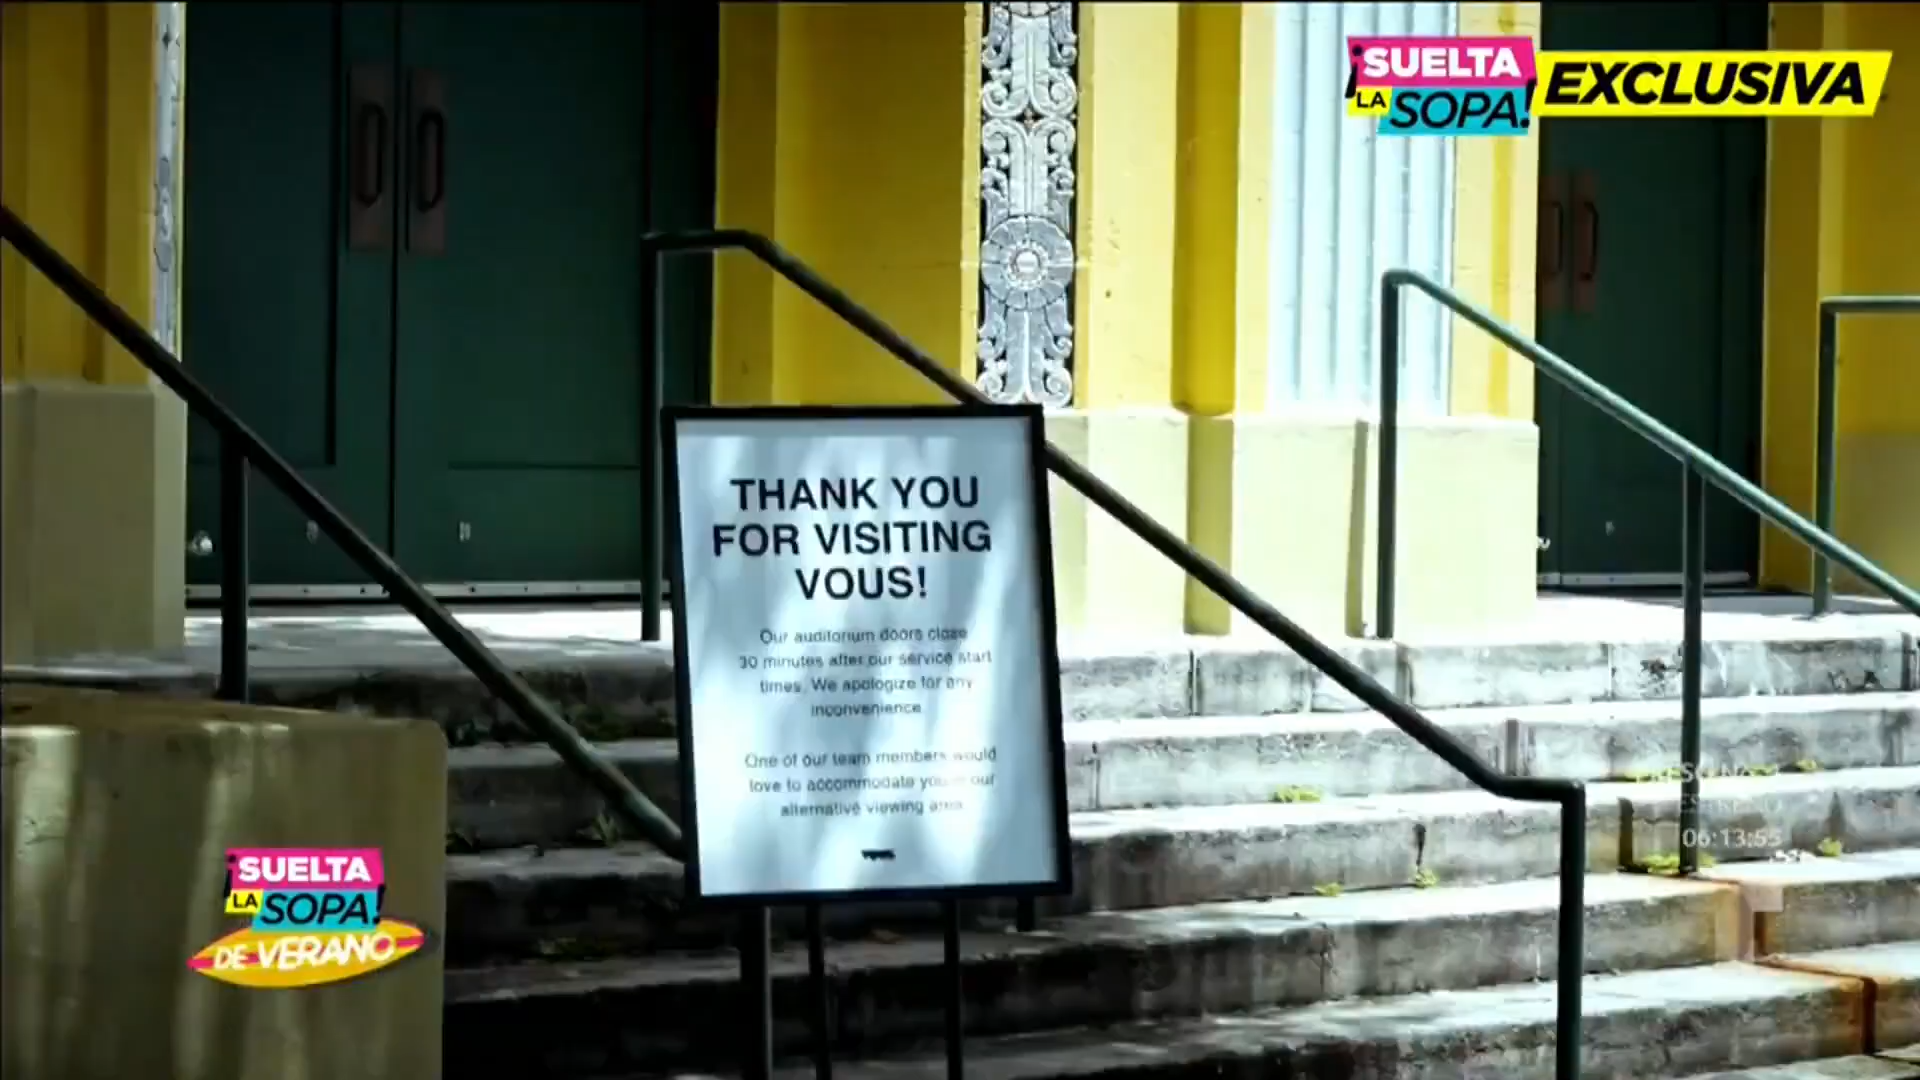 ¡SUELTA
LA SOPA!
EXCLUSIVA
THANK YOU
FOR VISITING
VOUS!
Our auditorium doors close
30 minutes after our service start
times. We apologize for any
inconvenience.
One of our team members would
love to accommodate you our
alternative viewing area.
¡SUELTA
LA SOPA!
DE VERANO
06:13:55